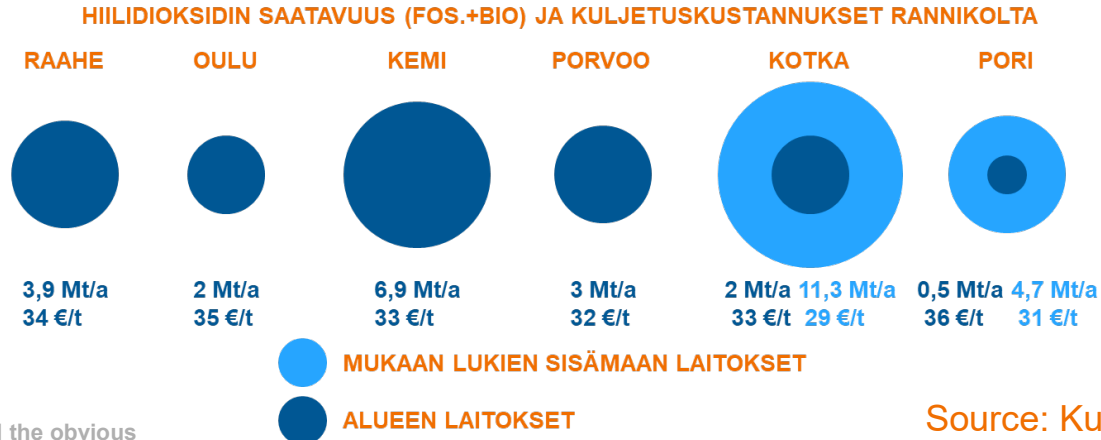 HIILIDIOKSIDIN SAATAVUUS (FOS.+BIO) JA KULJETUSKUSTANNUKSET RANNIKOLTA
RAAHE OULU KEMI PORVOO KOTKA PORI
3,9 Mt/a 2 Mt/a 6,9 Mt/a 3 Mt/a 2 Mt/a 11,3 Mt/a 0,5 Mt/a 4,7 Mt/a
34 €/t 35 €/t 33 €/t 32 €/t 33 €/t 29 €/t 36 €/t 31 €/t
MUKAAN LUKIEN SISÄMAAN LAITOKSET
ALUEEN LAITOKSET
the obvious
Source: Ku